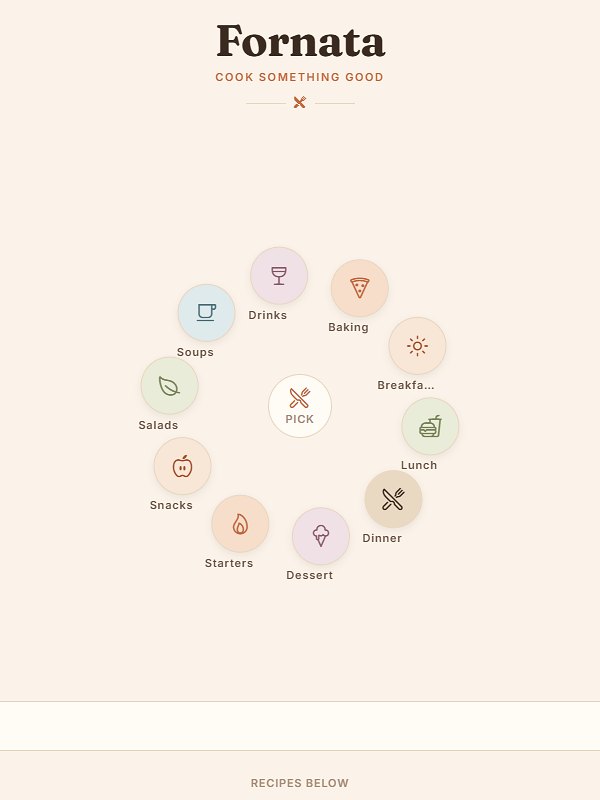 Fornata
COOK SOMETHING GOOD
Drinks
Baking
Soups
Breakfa...
Salads
PICK
Lunch
Snacks
Dinner
Starters
Dessert
RECIPES BELOW